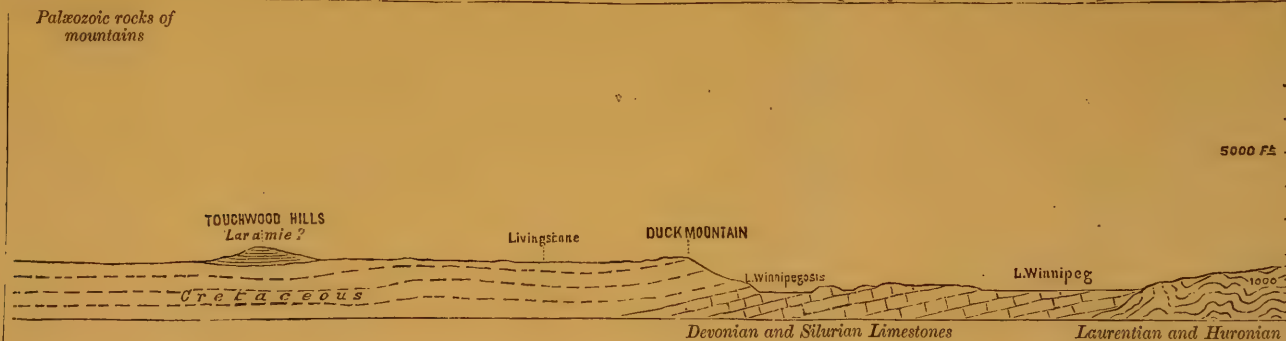 Palæozoic rocks of
mountains
5000 Ft
TOUCHWOOD HILLS
Laramie?
Livingstone
DUCK MOUNTAIN
L.Winnipegosis
L.Winnipeg
1000
Cretaceous
Devonian and Silurian Limestones
Laurentian and Huronian